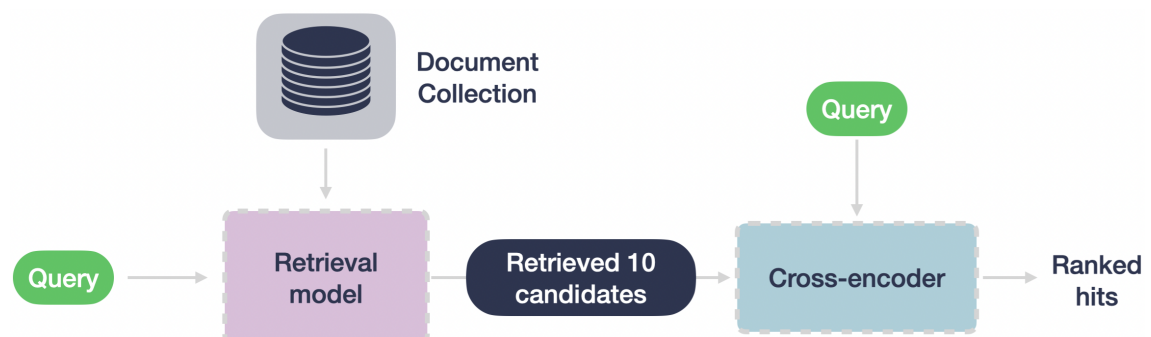 Document
Collection
Query
Query
Retrieval
model
Retrieved 10
candidates
Cross-encoder
Ranked
hits